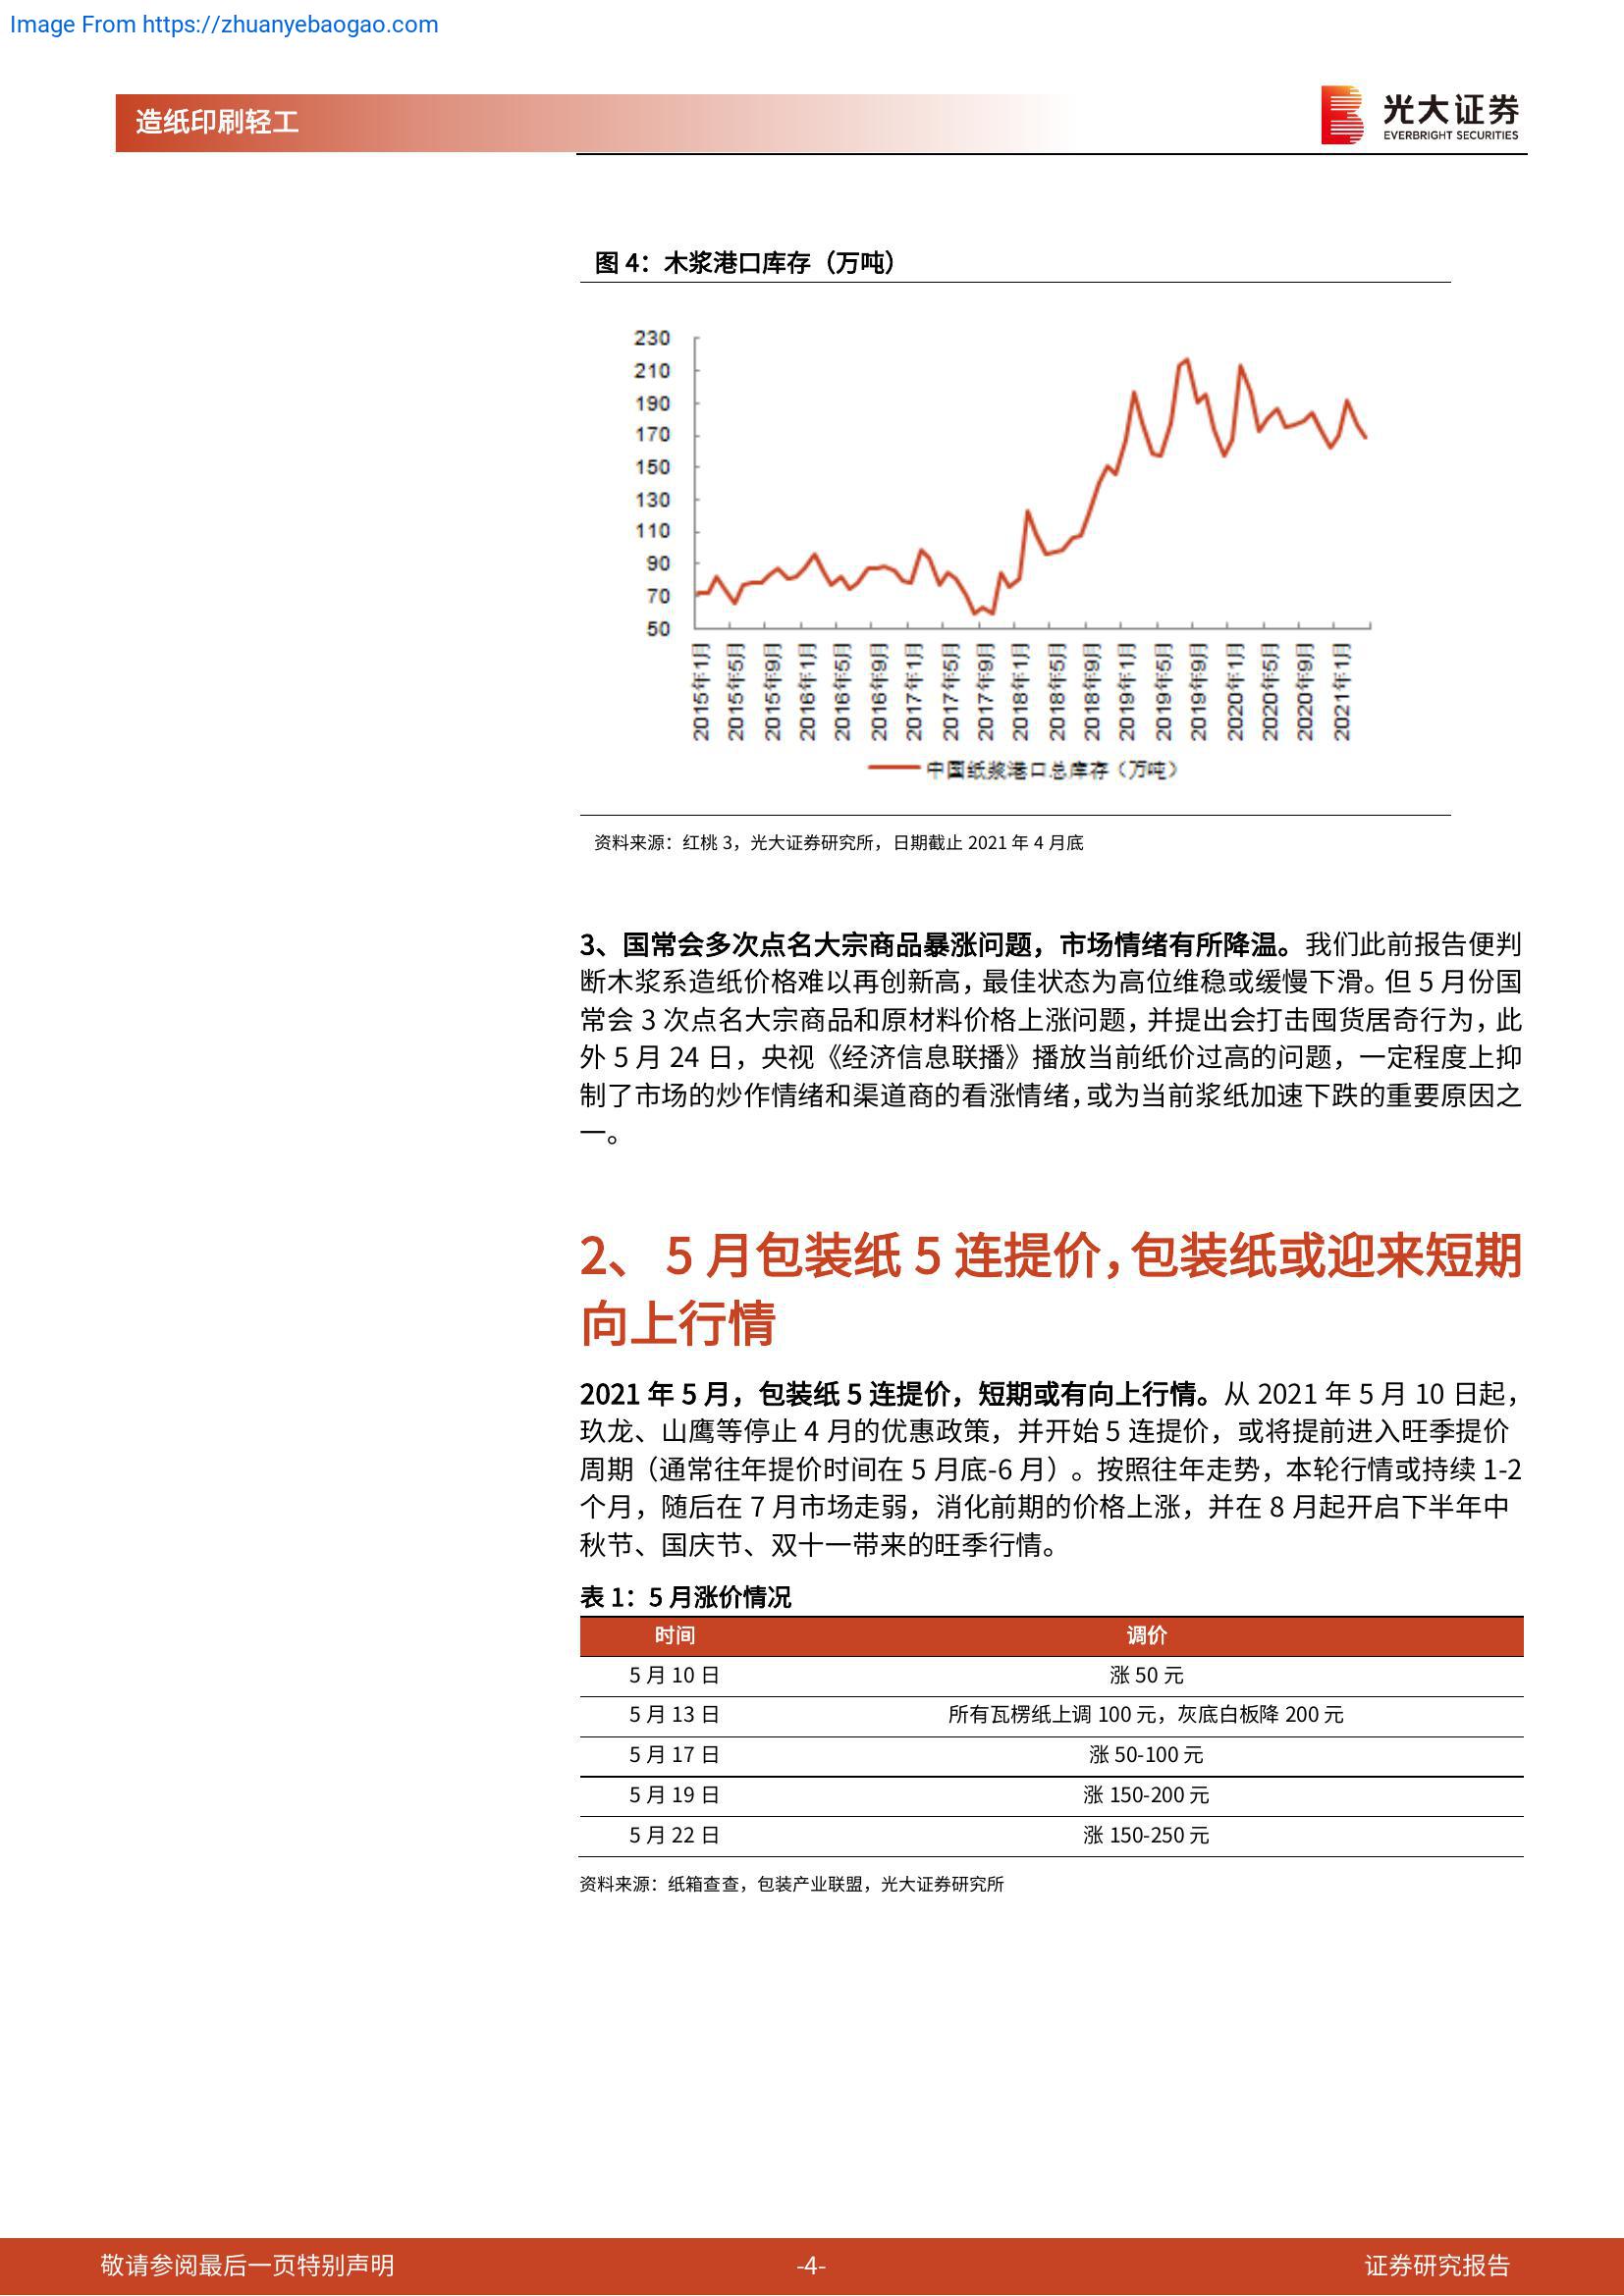 Image From https://zhuanyebaogao.com
造纸印刷轻工
光大证券
EVERBRIGHT SECURITIES
图 4：木浆港口库存（万吨）
230
210
190
170
150
130
110
90
70
50
2015年1月
2015年5月
2015年9月
2016年1月
2016年5月
2016年9月
2017年1月
2017年5月
2017年9月
2018年1月
2018年5月
2018年9月
2019年1月
2019年5月
2019年9月
2020年1月
2020年5月
2020年9月
2021年1月
中国纸浆港口总库存（万吨）
资料来源：红桃 3，光大证券研究所，日期截止 2021 年 4 月底
3、国常会多次点名大宗商品暴涨问题，市场情绪有所降温。我们此前报告便判
断木浆系造纸价格难以再创新高，最佳状态为高位维稳或缓慢下滑。但 5 月份国
常会 3 次点名大宗商品和原材料价格上涨问题，并提出会打击囤货居奇行为，此
外 5 月 24 日，央视《经济信息联播》播放当前纸价过高的问题，一定程度上抑
制了市场的炒作情绪和渠道商的看涨情绪，或为当前浆纸加速下跌的重要原因之
一。
2、 5 月包装纸 5 连提价，包装纸或迎来短期
向上行情
2021 年 5 月，包装纸 5 连提价，短期或有向上行情。从 2021 年 5 月 10 日起，
玖龙、山鹰等停止 4 月的优惠政策，并开始 5 连提价，或将提前进入旺季提价
周期（通常往年提价时间在 5 月底-6 月）。按照往年走势，本轮行情或持续 1-2
个月，随后在 7 月市场走弱，消化前期的价格上涨，并在 8 月起开启下半年中
秋节、国庆节、双十一带来的旺季行情。
表 1：5 月涨价情况
时间 调价
5 月 10 日 涨 50 元
5 月 13 日 所有瓦楞纸上调 100 元，灰底白板降 200 元
5 月 17 日 涨 50-100 元
5 月 19 日 涨 150-200 元
5 月 22 日 涨 150-250 元
资料来源：纸箱查查，包装产业联盟，光大证券研究所
敬请参阅最后一页特别声明 -4- 证券研究报告